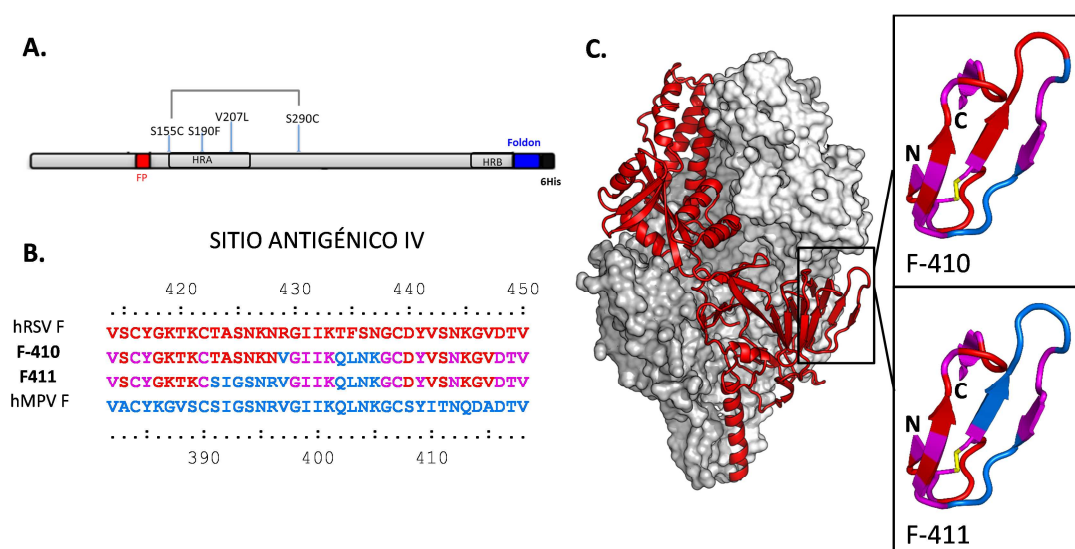 A.
S155C S190F V207L S290C
Foldon
HRA HRB
FP 6His
SITIO ANTIGÉNICO IV
B.
420 430 440 450
.:....:....:....:....:....:....:....:
hRSV F VSCYGKTKCTASNKNRGIIKTFSNGCDYVSNKGVDTV
F-410 VSCYGKTKCTASNKNVGIIKQLNKGCDYVSNKGVDTV
F411 VSCYGKTKCSIGSNRVGIIKQLNKGCDYVSNKGVDTV
hMPV F VACYKGVSCSIGSNRVGIIKQLNKGCSYITNQDADTV
...:....:....:....:....:....:....:...
390 400 410
C.
C
N
F-410
C
N
F-411